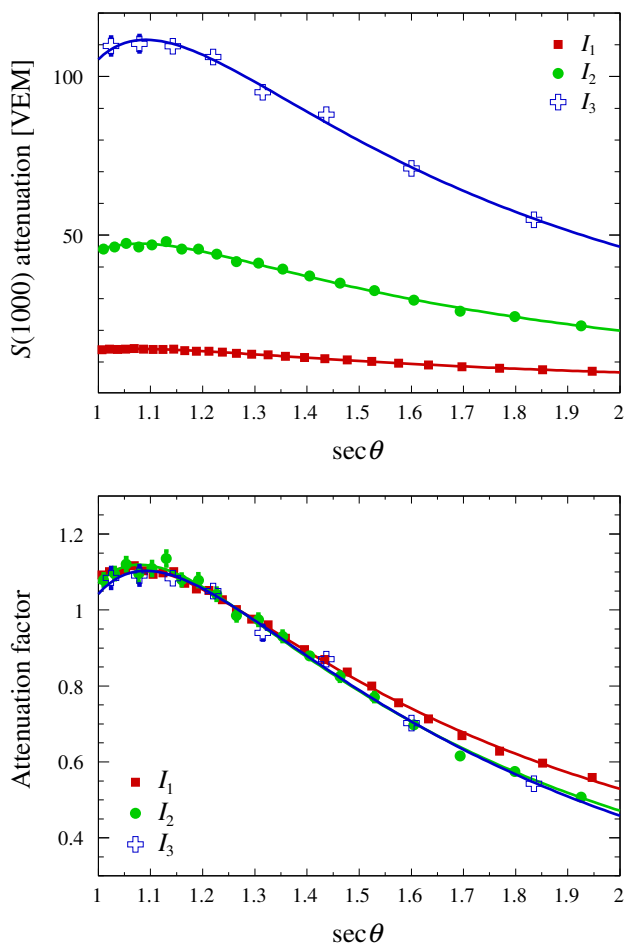 S(1000) attenuation [VEM]
100
50
I₁
I₂
I₃
1 1.1 1.2 1.3 1.4 1.5 1.6 1.7 1.8 1.9 2
secθ
Attenuation factor
1.2
1
0.8
0.6
0.4
I₁
I₂
I₃
1 1.1 1.2 1.3 1.4 1.5 1.6 1.7 1.8 1.9 2
secθ